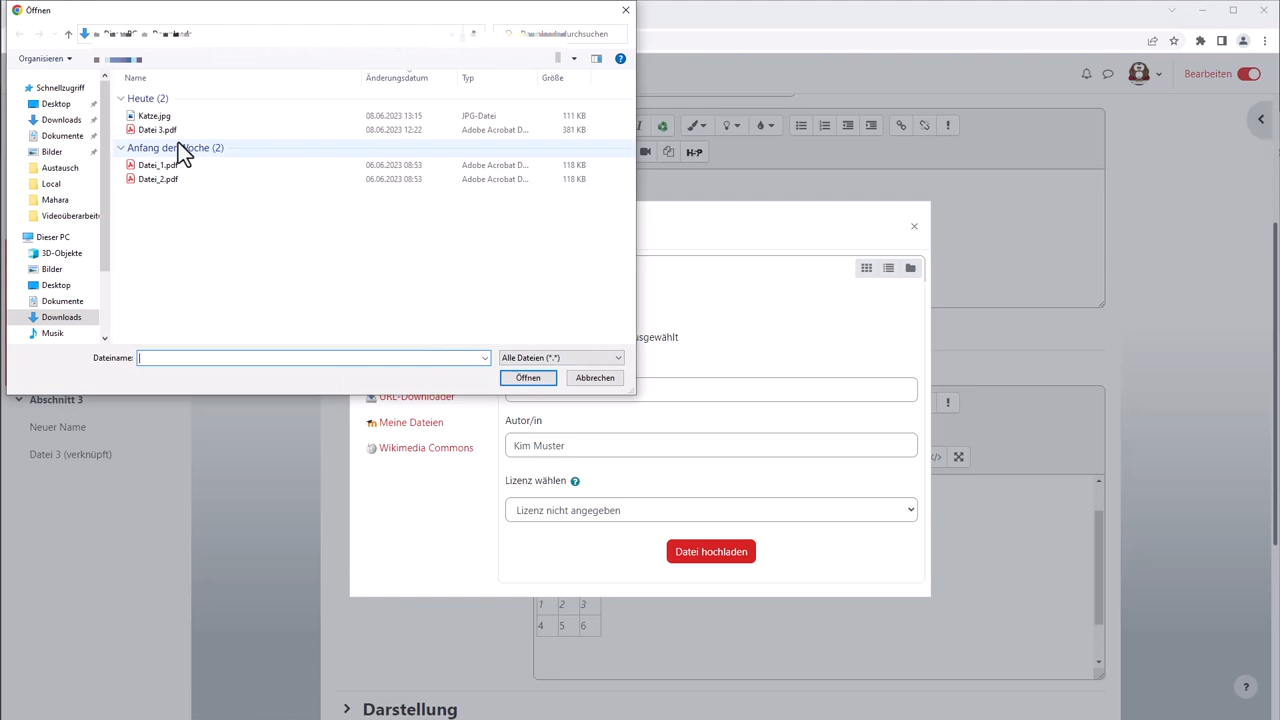 Öffnen
Organisieren
Name
Änderungsdatum
Typ
Größe
Schnellzugriff
Desktop
Downloads
Dokumente
Bilder
Austausch
Local
Mahara
Videoüberarbeit
Dieser PC
3D-Objekte
Bilder
Desktop
Dokumente
Downloads
Musik
Heute (2)
Katze.jpg 08.06.2023 13:15 JPG-Datei 111 KB
Datei 3.pdf 08.06.2023 12:22 Adobe Acrobat D... 381 KB
Anfang der Woche (2)
Datei_1.pdf 06.06.2023 08:53 Adobe Acrobat D... 118 KB
Datei_2.pdf 06.06.2023 08:53 Adobe Acrobat D... 118 KB
Dateiname:
Alle Dateien (*.*)
Öffnen
Abbrechen
Bearbeiten
H-P
usgewählt
URL-Downloader
Meine Dateien
Wikimedia Commons
Autor/in
Kim Muster
Lizenz wählen
Lizenz nicht angegeben
Datei hochladen
Abschnitt 3
Neuer Name
Datei 3 (verknüpft)
1 2 3
4 5 6
Darstellung